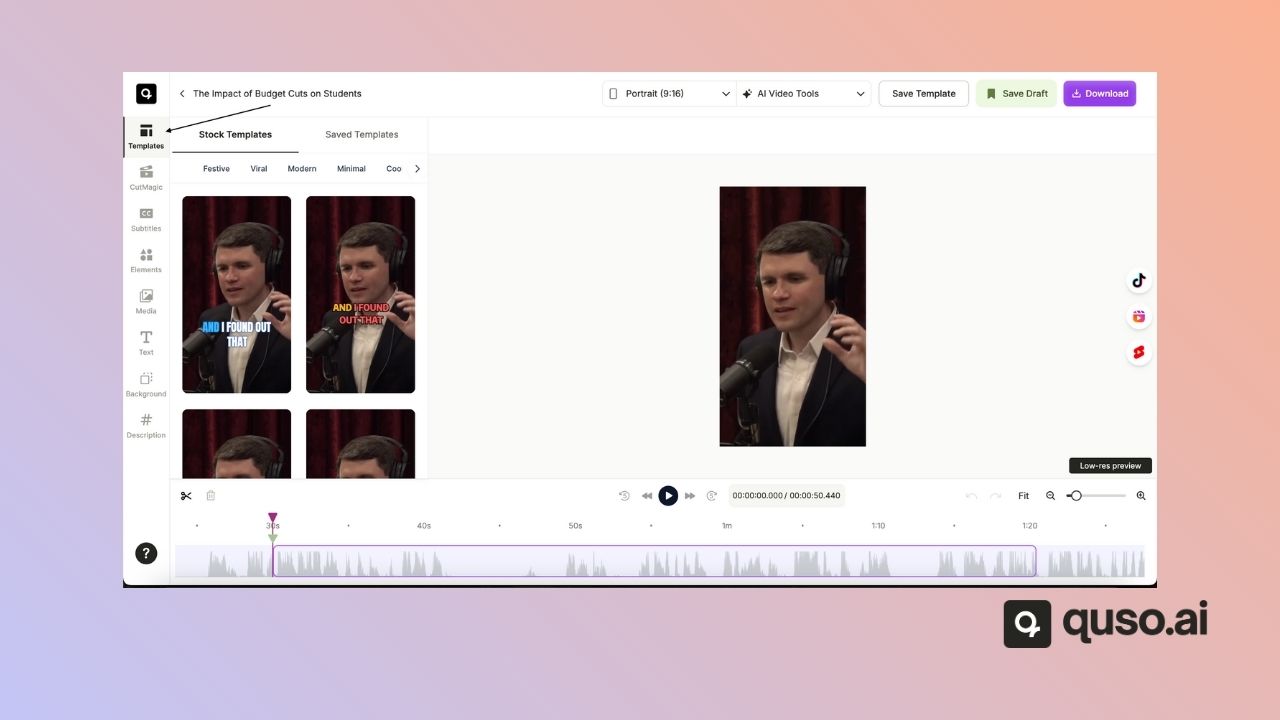 The Impact of Budget Cuts on Students
Portrait (9:16)
AI Video Tools
Save Template
Save Draft
Download
Templates
CutMagic
Subtitles
Elements
Media
Text
Background
Description
Stock Templates
Saved Templates
Festive
Viral
Modern
Minimal
Coo
AND I FOUND OUT
THAT
AND I FOUND
OUT THAT
Low-res preview
00:00:00.000 / 00:00:50.440
Fit
30s
40s
50s
1m
1:10
1:20
?
quso.ai